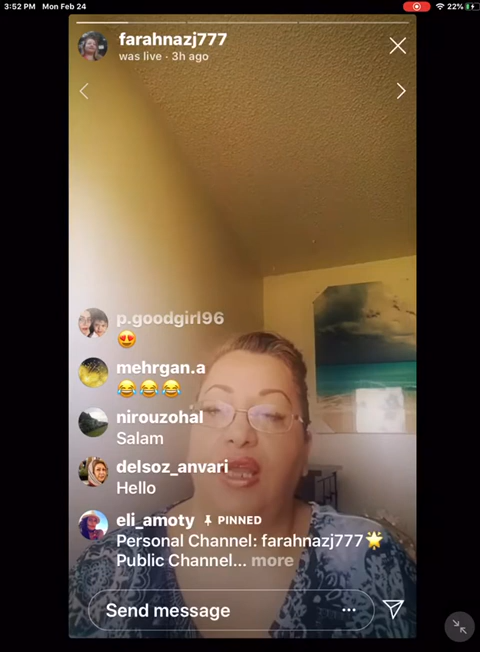 3:52 PM Mon Feb 24
22%
farahnazj777
was live · 3h ago
p.goodgirl96
😍
mehrgan.a
😂😂😂
nirouzohal
Salam
delsoz_anvari
Hello
eli_amoty PINNED
Personal Channel: farahnazj777🌟
Public Channel... more
Send message